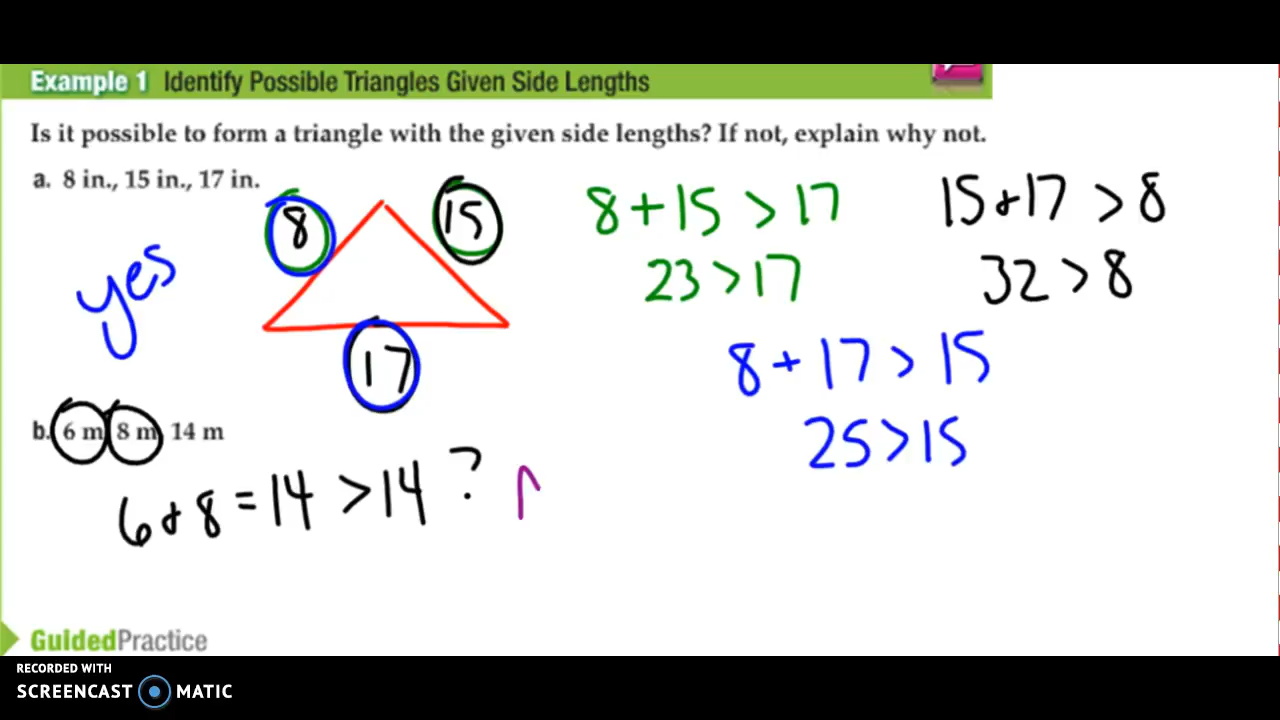 Example 1 Identify Possible Triangles Given Side Lengths
Is it possible to form a triangle with the given side lengths? If not, explain why not.
a. 8 in., 15 in., 17 in.
8
15
17
yes
8 + 15 > 17
23 > 17
15 + 17 > 8
32 > 8
8 + 17 > 15
25 > 15
b. 6 m 8 m, 14 m
6 + 8 = 14 > 14 ?
GuidedPractice
RECORDED WITH
SCREENCAST MATIC